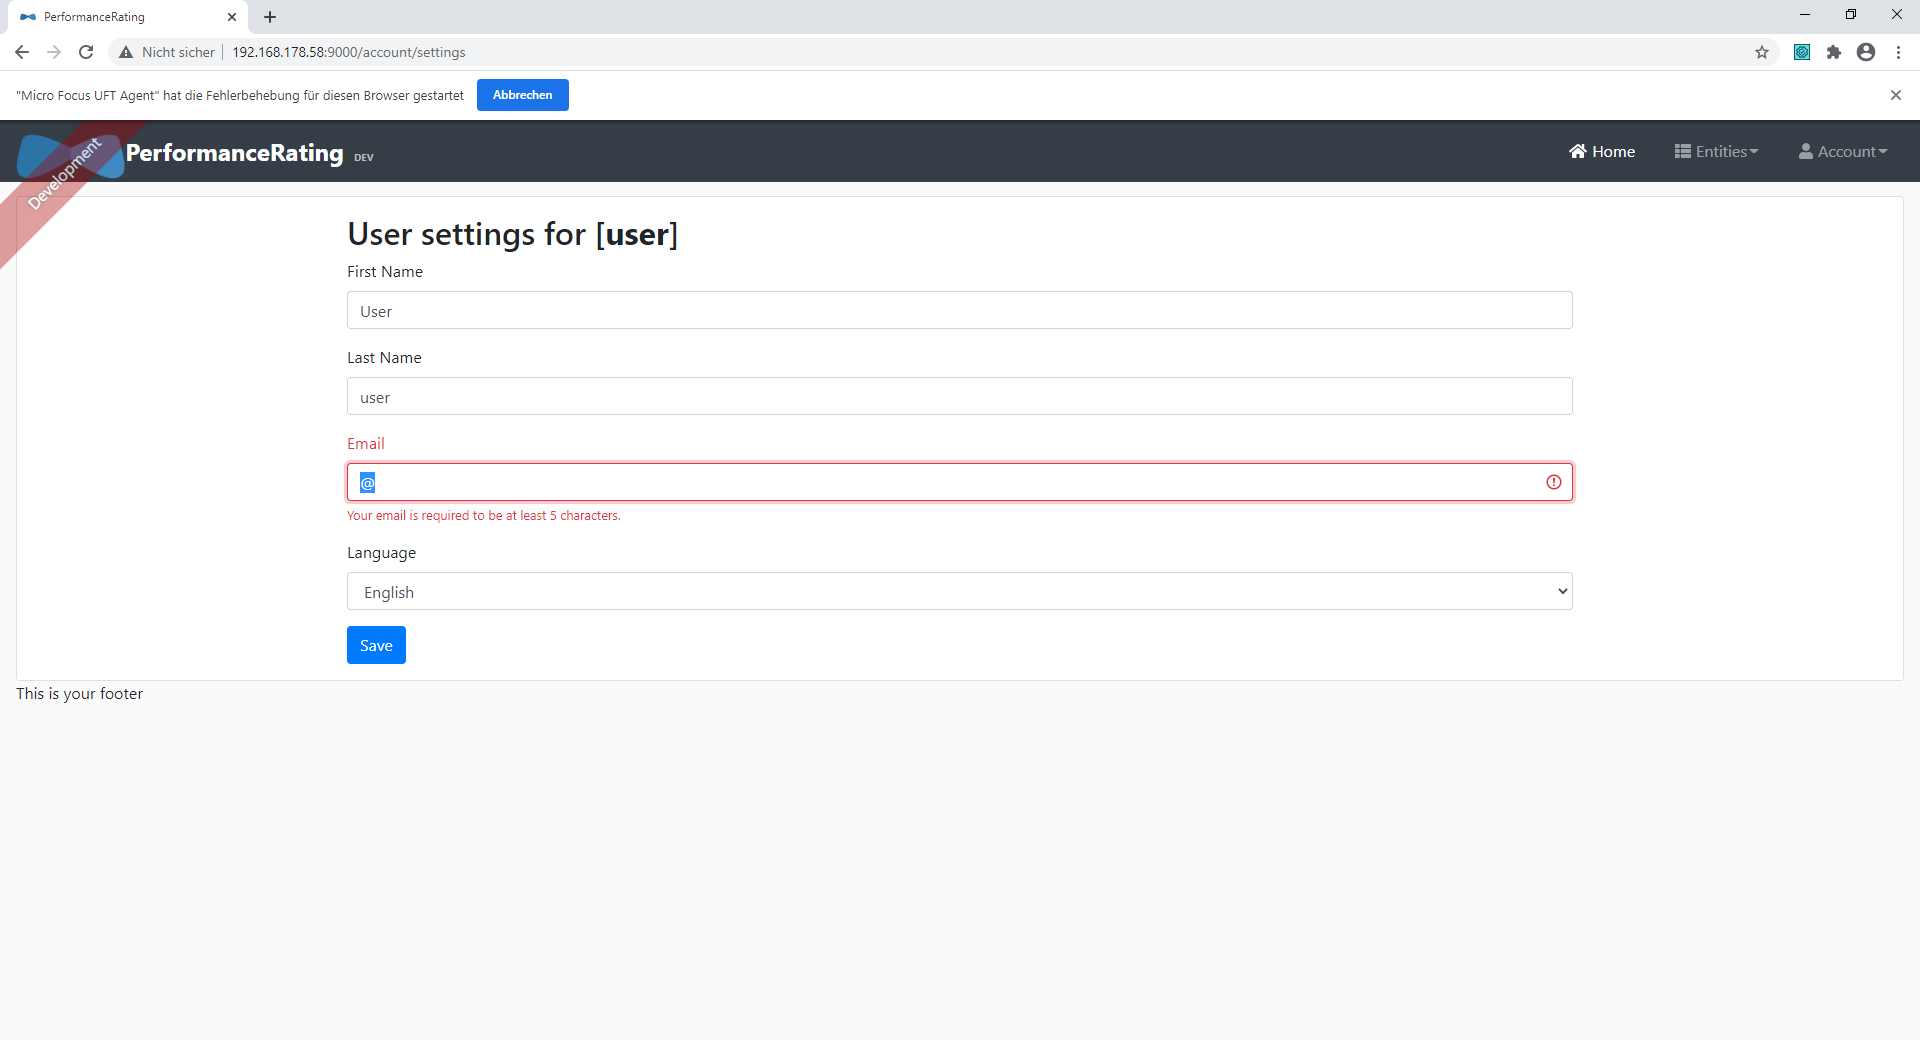 PerformanceRating
Nicht sicher 192.168.178.58:9000/account/settings
"Micro Focus UFT Agent" hat die Fehlerbehebung für diesen Browser gestartet Abbrechen
Development
PerformanceRating DEV Home Entities Account
User settings for [user]
First Name
User
Last Name
user
Email
@
Your email is required to be at least 5 characters.
Language
English
Save
This is your footer